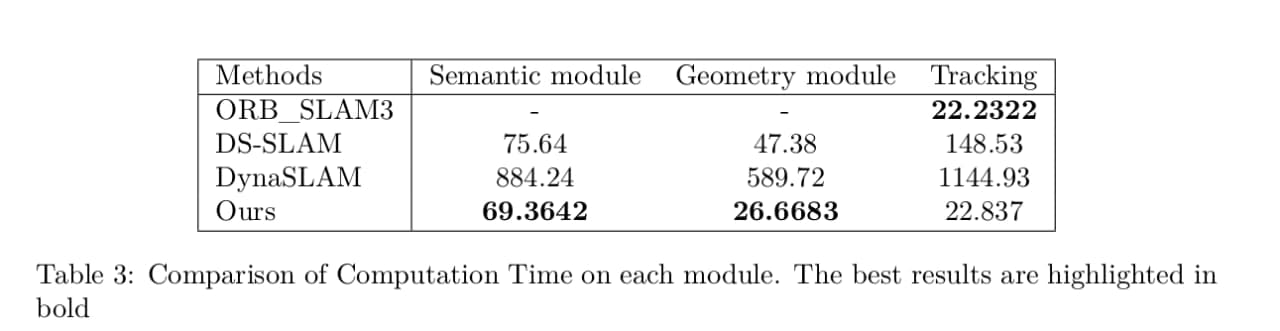 Methods Semantic module Geometry module Tracking
ORB_SLAM3 - - 22.2322
DS-SLAM 75.64 47.38 148.53
DynaSLAM 884.24 589.72 1144.93
Ours 69.3642 26.6683 22.837
Table 3: Comparison of Computation Time on each module. The best results are highlighted in
bold